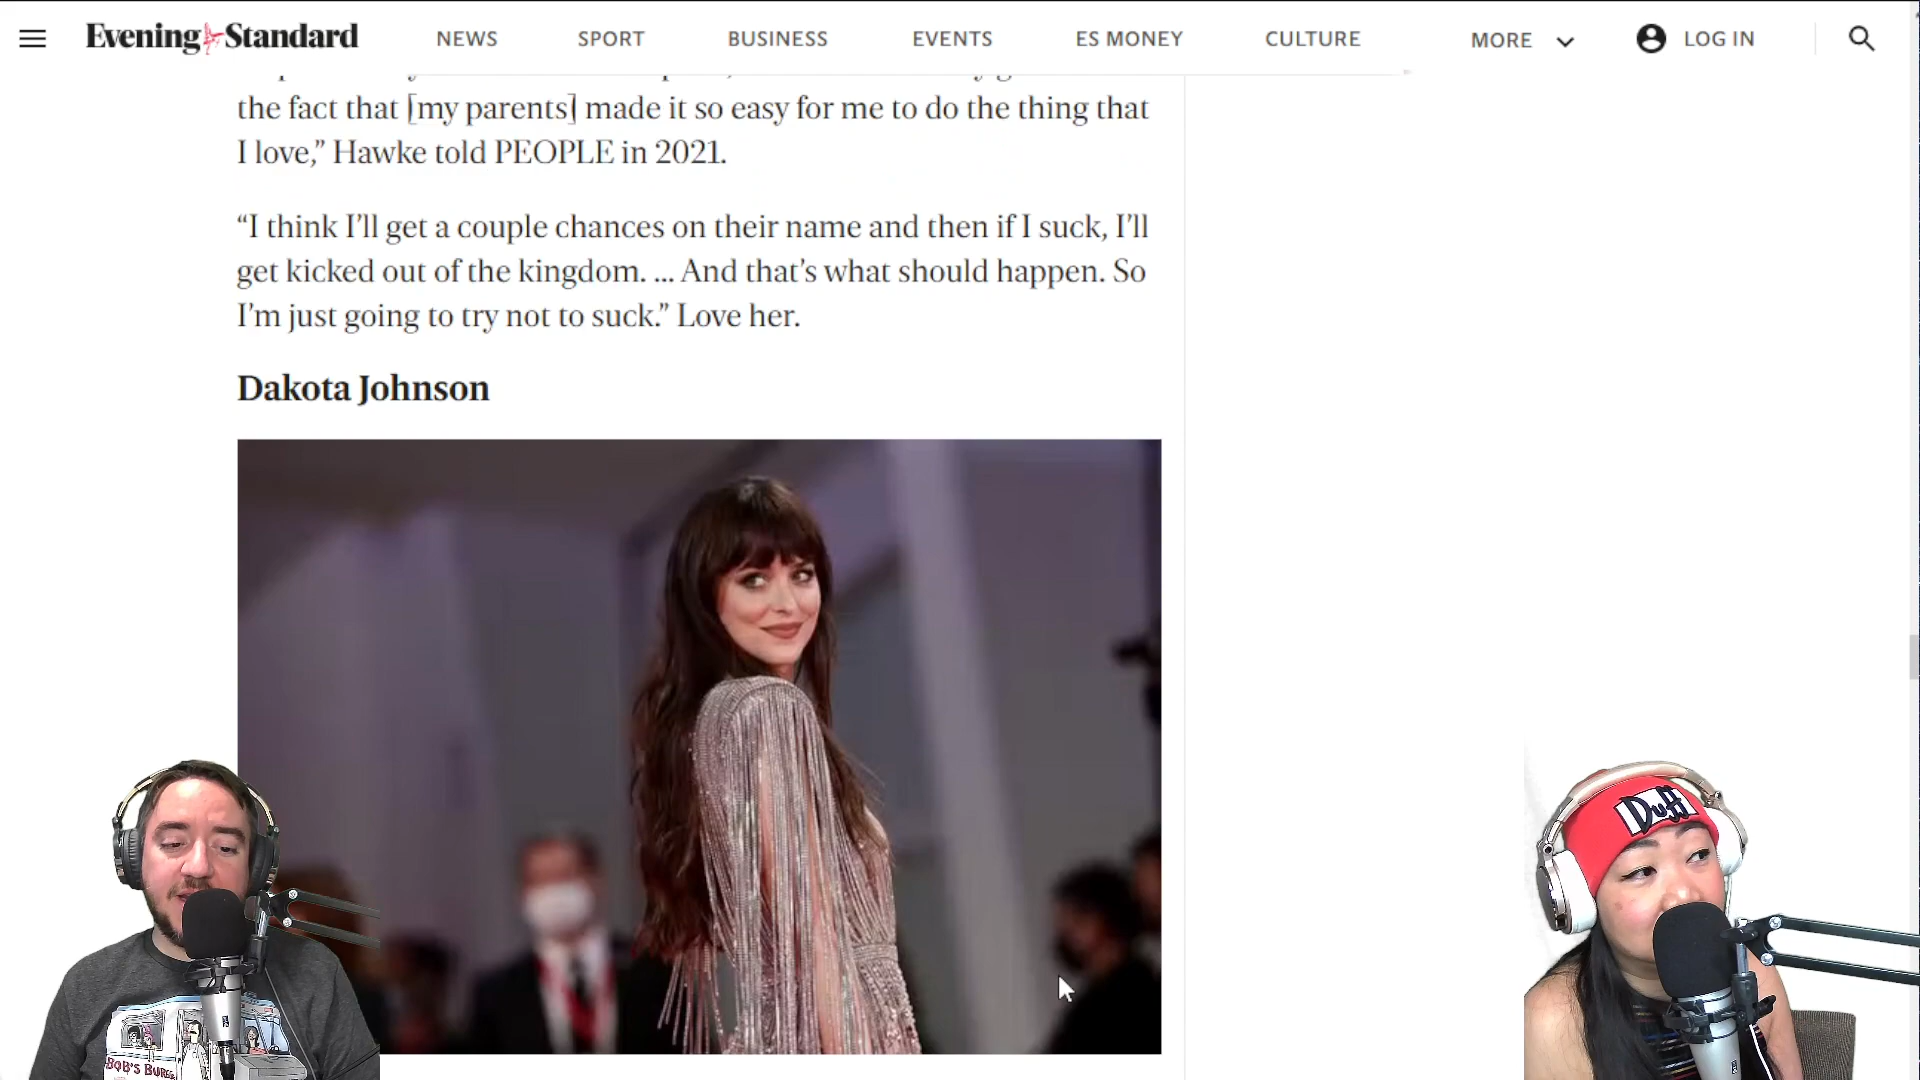 Evening Standard
NEWS
SPORT
BUSINESS
EVENTS
ES MONEY
CULTURE
MORE
LOG IN
the fact that [my parents] made it so easy for me to do the thing that
I love,” Hawke told PEOPLE in 2021.
“I think I’ll get a couple chances on their name and then if I suck, I’ll
get kicked out of the kingdom. ... And that’s what should happen. So
I’m just going to try not to suck.” Love her.
Dakota Johnson
Duff
BOB'S BURG